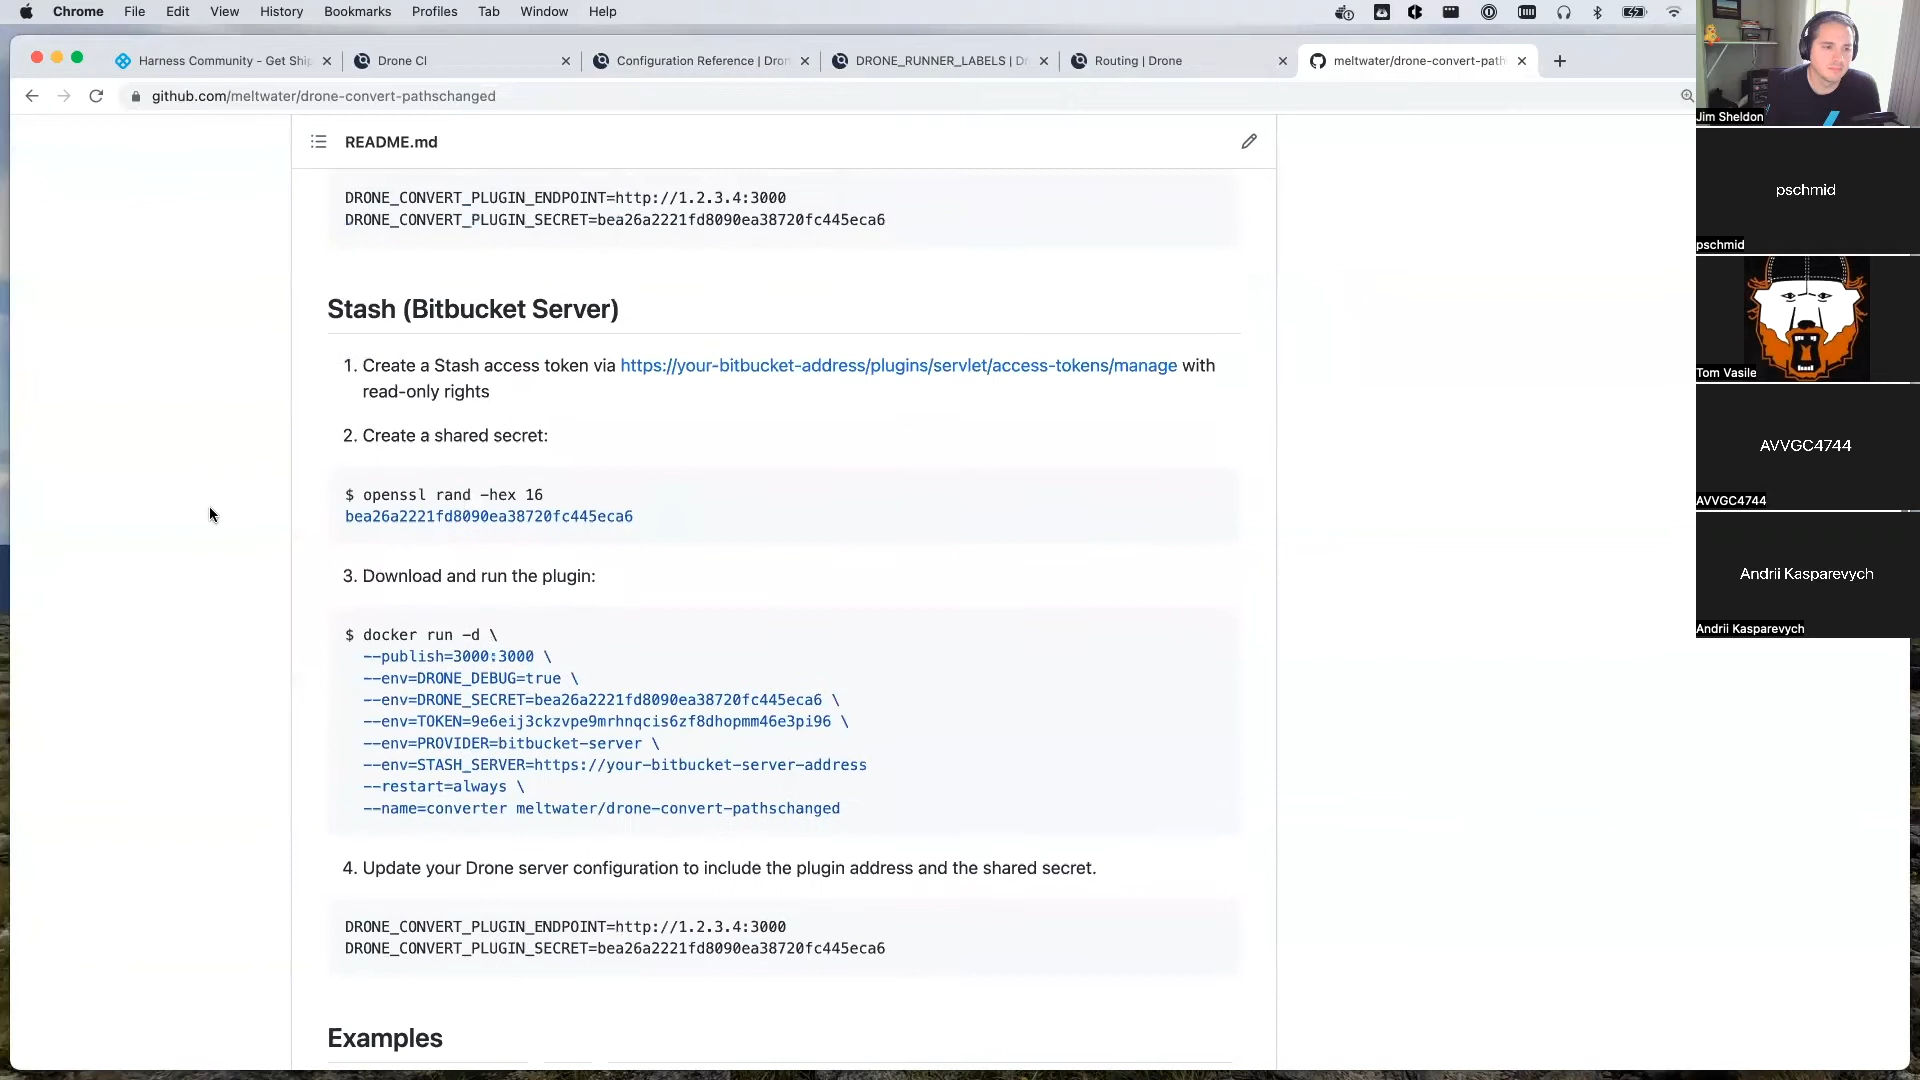 Chrome File Edit View History Bookmarks Profiles Tab Window Help
Harness Community - Get Ship
Drone CI
Configuration Reference | Dron
DRONE_RUNNER_LABELS | Dr
Routing | Drone
meltwater/drone-convert-path
github.com/meltwater/drone-convert-pathschanged
README.md
DRONE_CONVERT_PLUGIN_ENDPOINT=http://1.2.3.4:3000
DRONE_CONVERT_PLUGIN_SECRET=bea26a2221fd8090ea38720fc445eca6
Stash (Bitbucket Server)
1. Create a Stash access token via https://your-bitbucket-address/plugins/servlet/access-tokens/manage with
read-only rights
2. Create a shared secret:
$ openssl rand -hex 16
bea26a2221fd8090ea38720fc445eca6
3. Download and run the plugin:
$ docker run -d \
--publish=3000:3000 \
--env=DRONE_DEBUG=true \
--env=DRONE_SECRET=bea26a2221fd8090ea38720fc445eca6 \
--env=TOKEN=9e6eij3ckzvpe9mrhnqcis6zf8dhopmm46e3pi96 \
--env=PROVIDER=bitbucket-server \
--env=STASH_SERVER=https://your-bitbucket-server-address
--restart=always \
--name=converter meltwater/drone-convert-pathschanged
4. Update your Drone server configuration to include the plugin address and the shared secret.
DRONE_CONVERT_PLUGIN_ENDPOINT=http://1.2.3.4:3000
DRONE_CONVERT_PLUGIN_SECRET=bea26a2221fd8090ea38720fc445eca6
Examples
Jim Sheldon
pschmid
pschmid
Tom Vasile
AVVGC4744
AVVGC4744
Andrii Kasparevych
Andrii Kasparevych